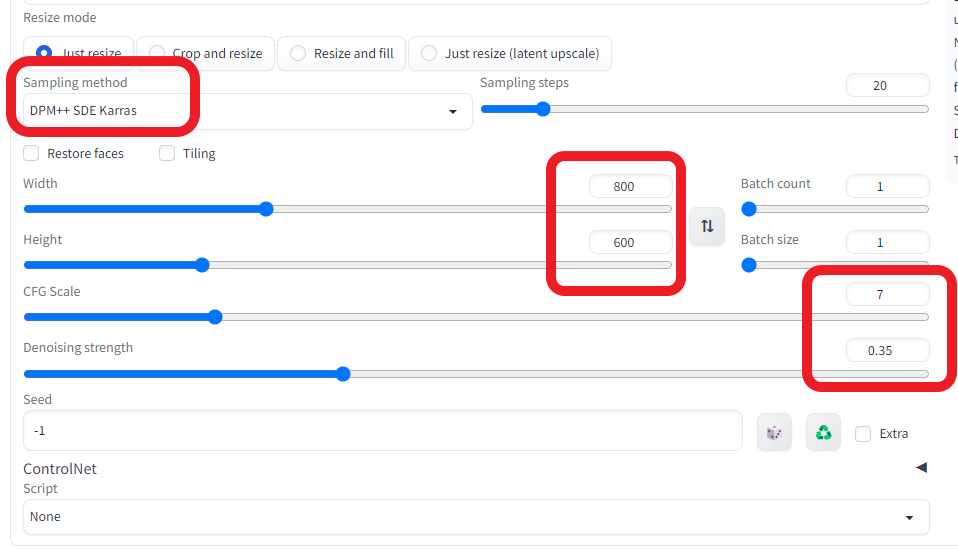 Resize mode
Just resize Crop and resize Resize and fill Just resize (latent upscale)
Sampling method
Sampling steps 20
DPM++ SDE Karras
Restore faces Tiling
Width 800
Batch count 1
Height 600
Batch size 1
CFG Scale 7
Denoising strength 0.35
Seed
-1
Extra
ControlNet
Script
None